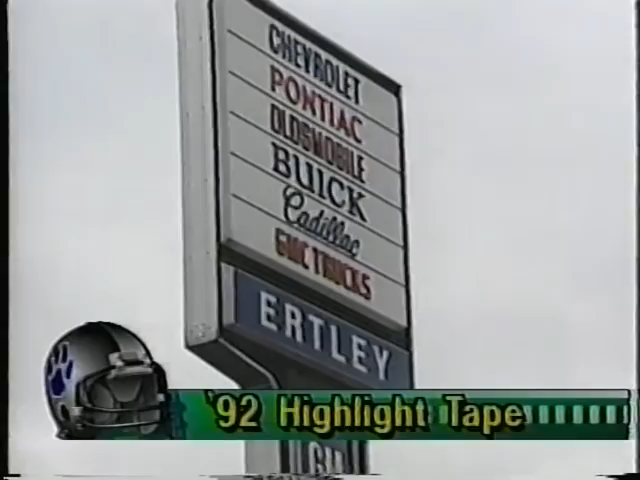 CHEVROLET
PONTIAC
OLDSMOBILE
BUICK
Cadillac
GMC TRUCKS
ERTLEY
'92 Highlight Tape